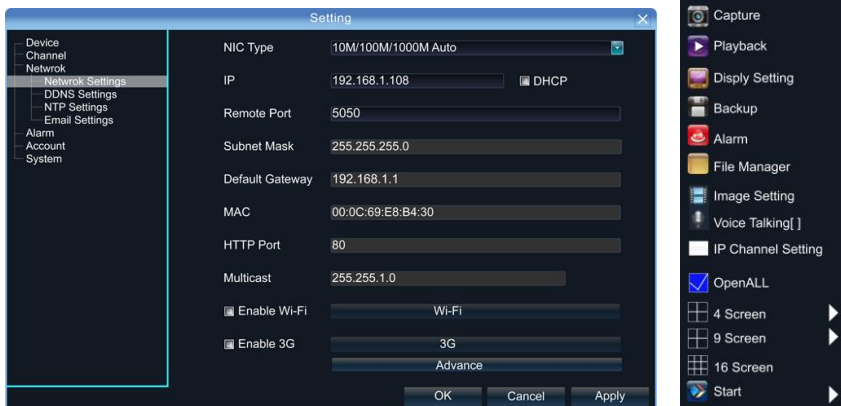 Setting
Device
Channel
Netwrok
Netwrok Settings
DDNS Settings
NTP Settings
Email Settings
Alarm
Account
System
NIC Type 10M/100M/1000M Auto
IP 192.168.1.108 DHCP
Remote Port 5050
Subnet Mask 255.255.255.0
Default Gateway 192.168.1.1
MAC 00:0C:69:E8:B4:30
HTTP Port 80
Multicast 255.255.1.0
Enable Wi-Fi Wi-Fi
Enable 3G 3G
Advance
OK Cancel Apply
Capture
Playback
Disply Setting
Backup
Alarm
File Manager
Image Setting
Voice Talking[ ]
IP Channel Setting
OpenALL
4 Screen
9 Screen
16 Screen
Start